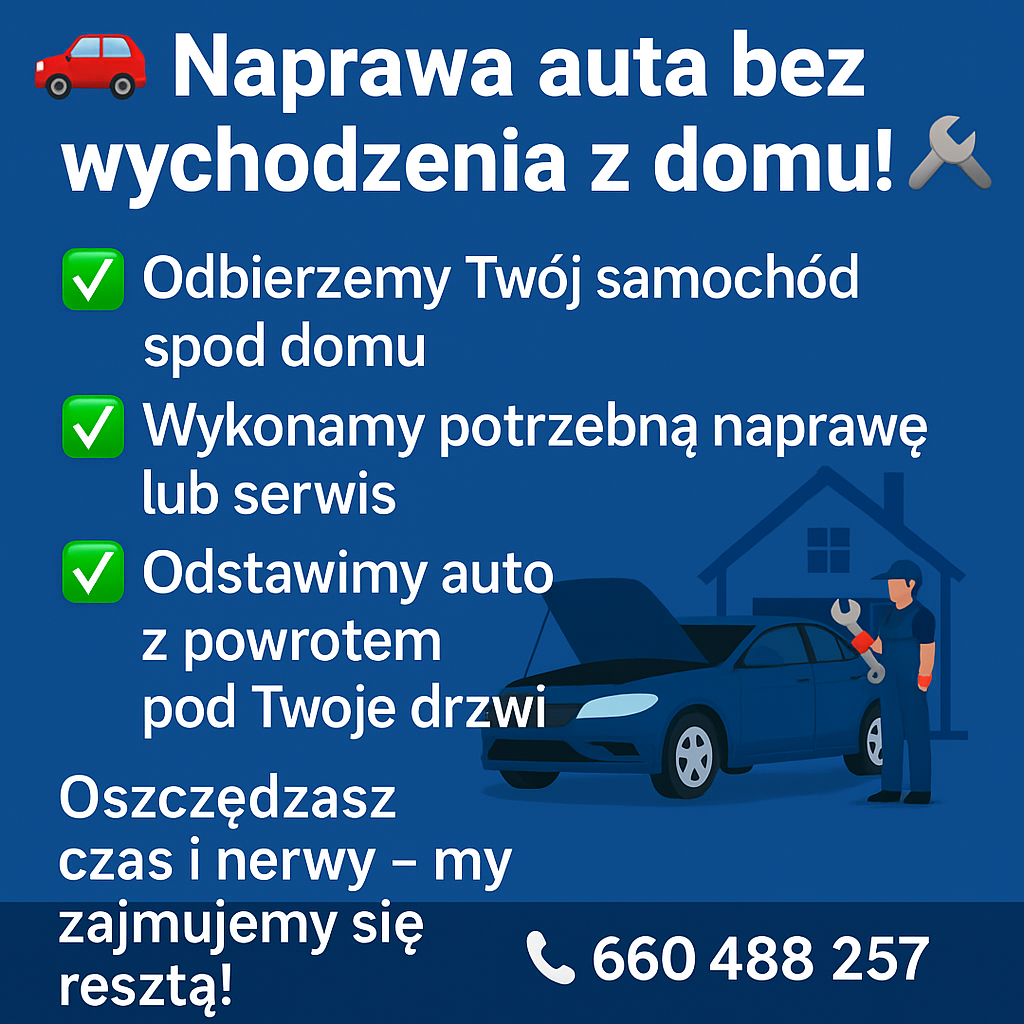 Naprawa auta bez
wychodzenia z domu!
Odbierzemy Twój samochód
spod domu
Wykonamy potrzebną naprawę
lub serwis
Odstawimy auto
z powrotem
pod Twoje drzwi
Oszczędzasz
czas i nerwy – my
zajmujemy się
resztą!
660 488 257